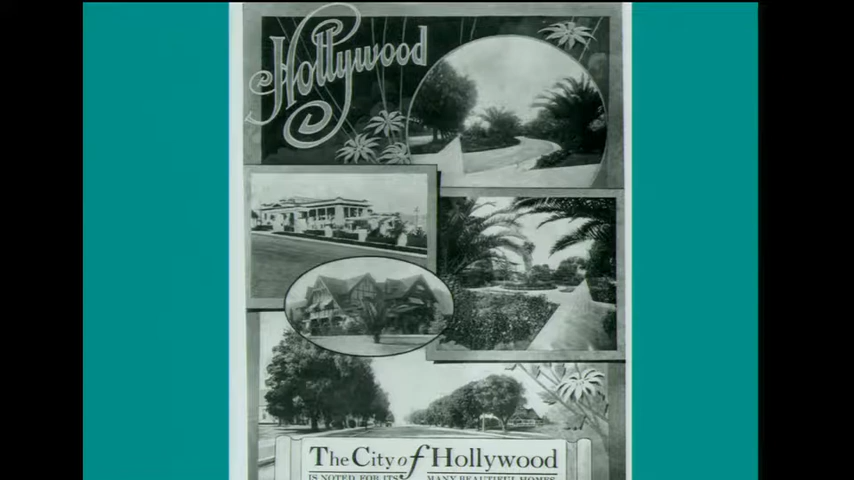 Hollywood
The City of Hollywood
IS NOTED FOR ITS MANY BEAUTIFUL HOMES